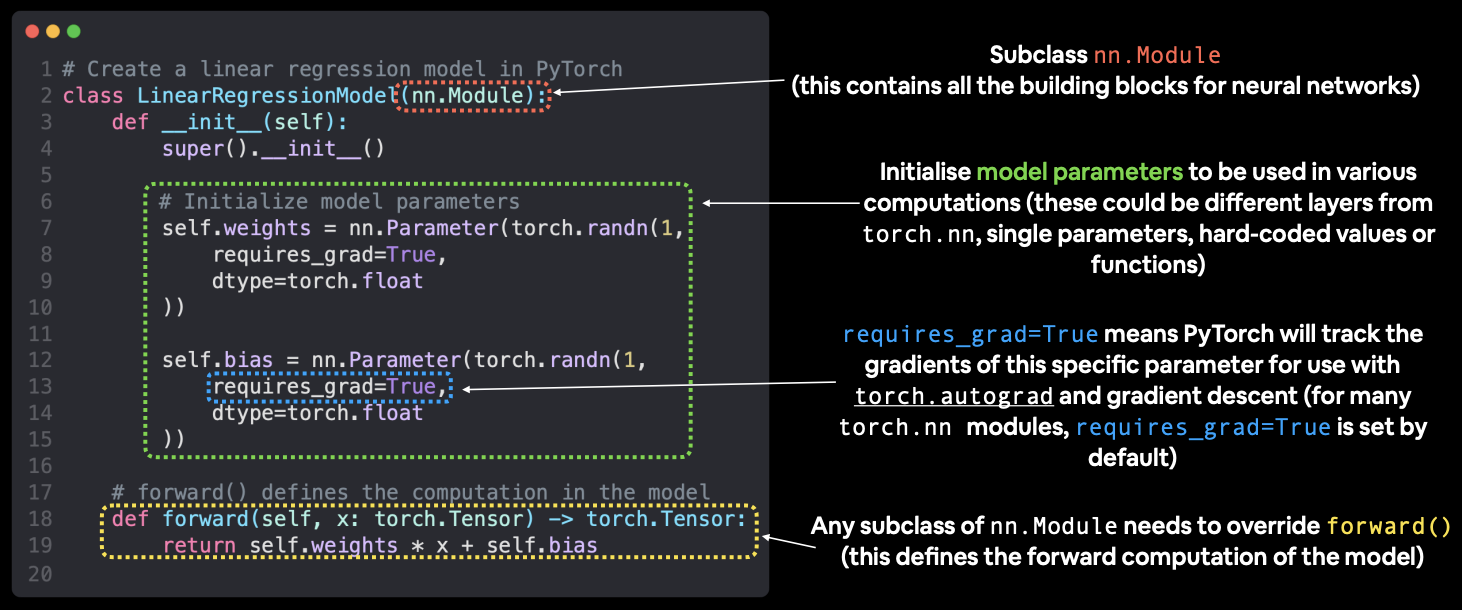 1 # Create a linear regression model in PyTorch
2 class LinearRegressionModel(nn.Module):
3     def __init__(self):
4         super().__init__()
5
6         # Initialize model parameters
7         self.weights = nn.Parameter(torch.randn(1,
8             requires_grad=True,
9             dtype=torch.float
10         ))
11
12         self.bias = nn.Parameter(torch.randn(1,
13             requires_grad=True,
14             dtype=torch.float
15         ))
16
17     # forward() defines the computation in the model
18     def forward(self, x: torch.Tensor) -> torch.Tensor:
19         return self.weights * x + self.bias
20
Subclass nn.Module
(this contains all the building blocks for neural networks)
Initialise model parameters to be used in various
computations (these could be different layers from
torch.nn, single parameters, hard-coded values or
functions)
requires_grad=True means PyTorch will track the
gradients of this specific parameter for use with
torch.autograd and gradient descent (for many
torch.nn modules, requires_grad=True is set by
default)
Any subclass of nn.Module needs to override forward()
(this defines the forward computation of the model)